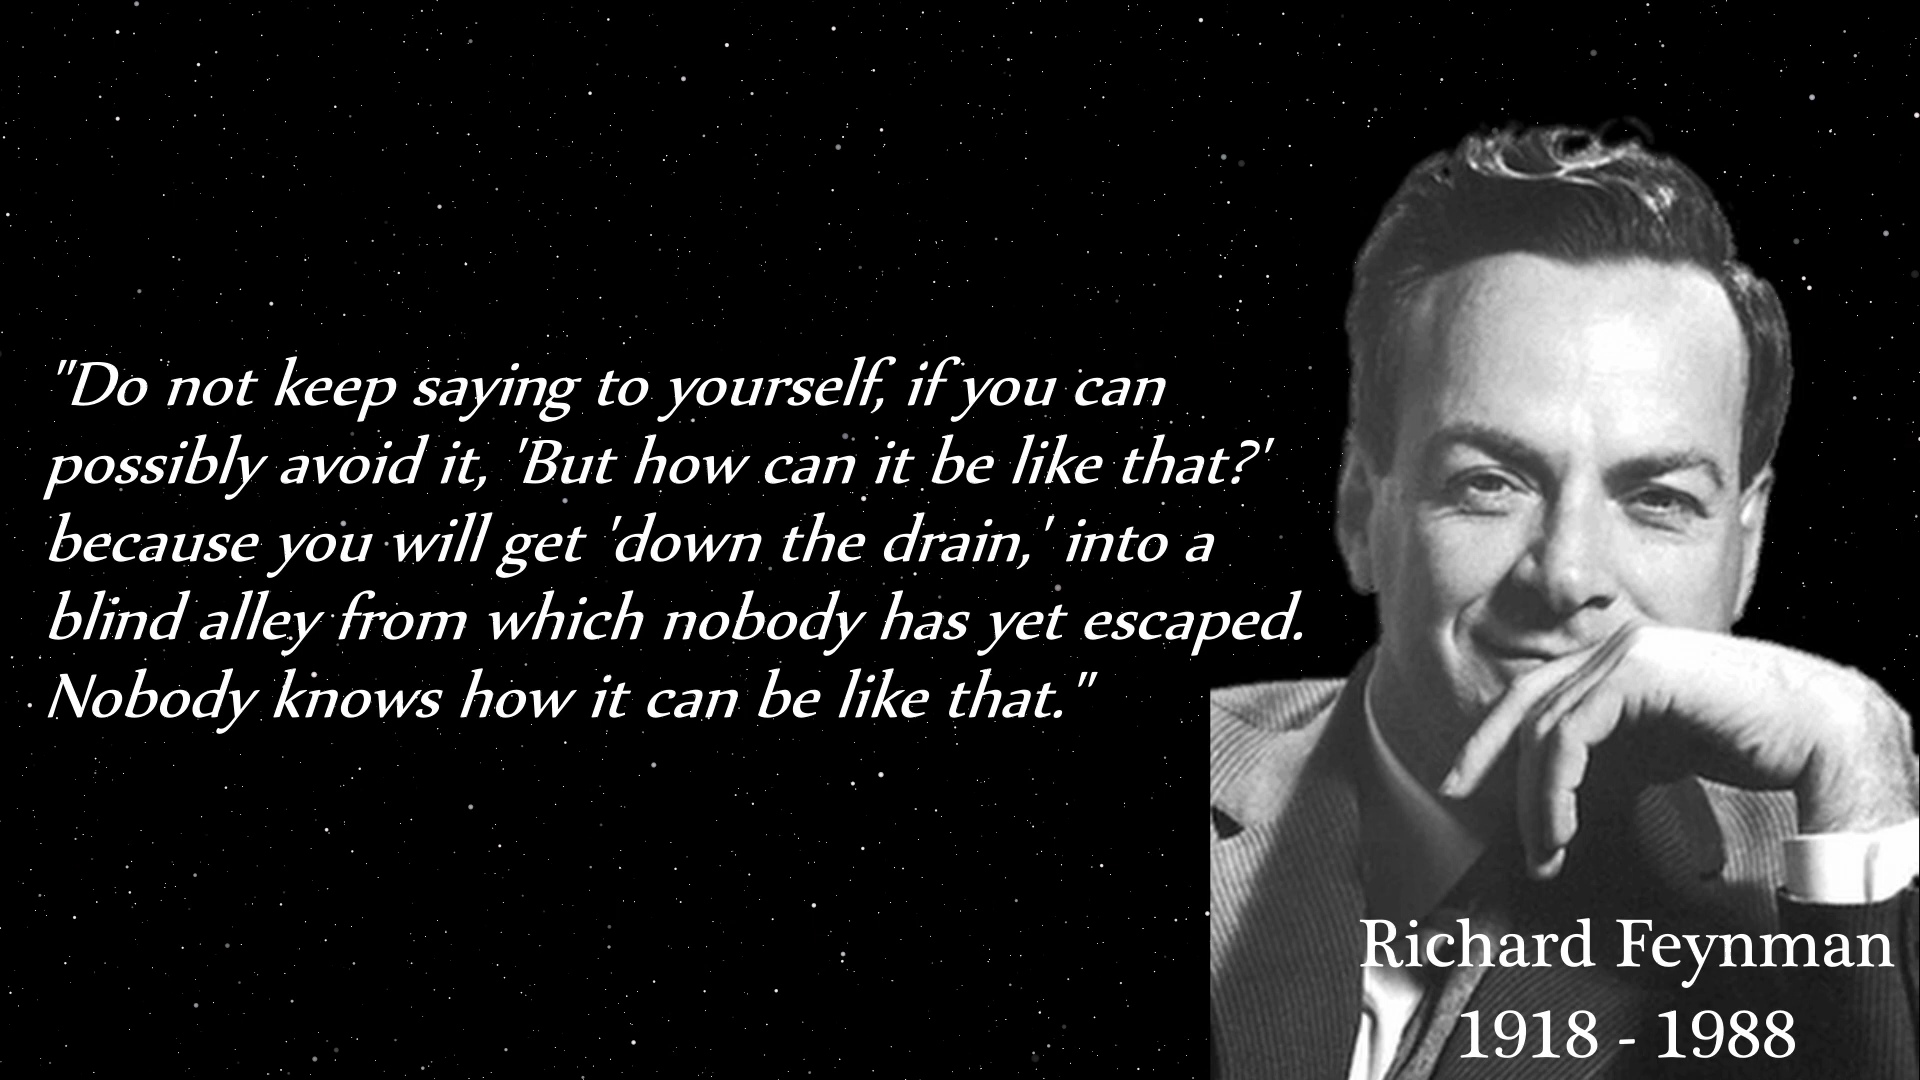 "Do not keep saying to yourself, if you can
possibly avoid it, 'But how can it be like that?'
because you will get 'down the drain,' into a
blind alley from which nobody has yet escaped.
Nobody knows how it can be like that."
Richard Feynman
1918 - 1988